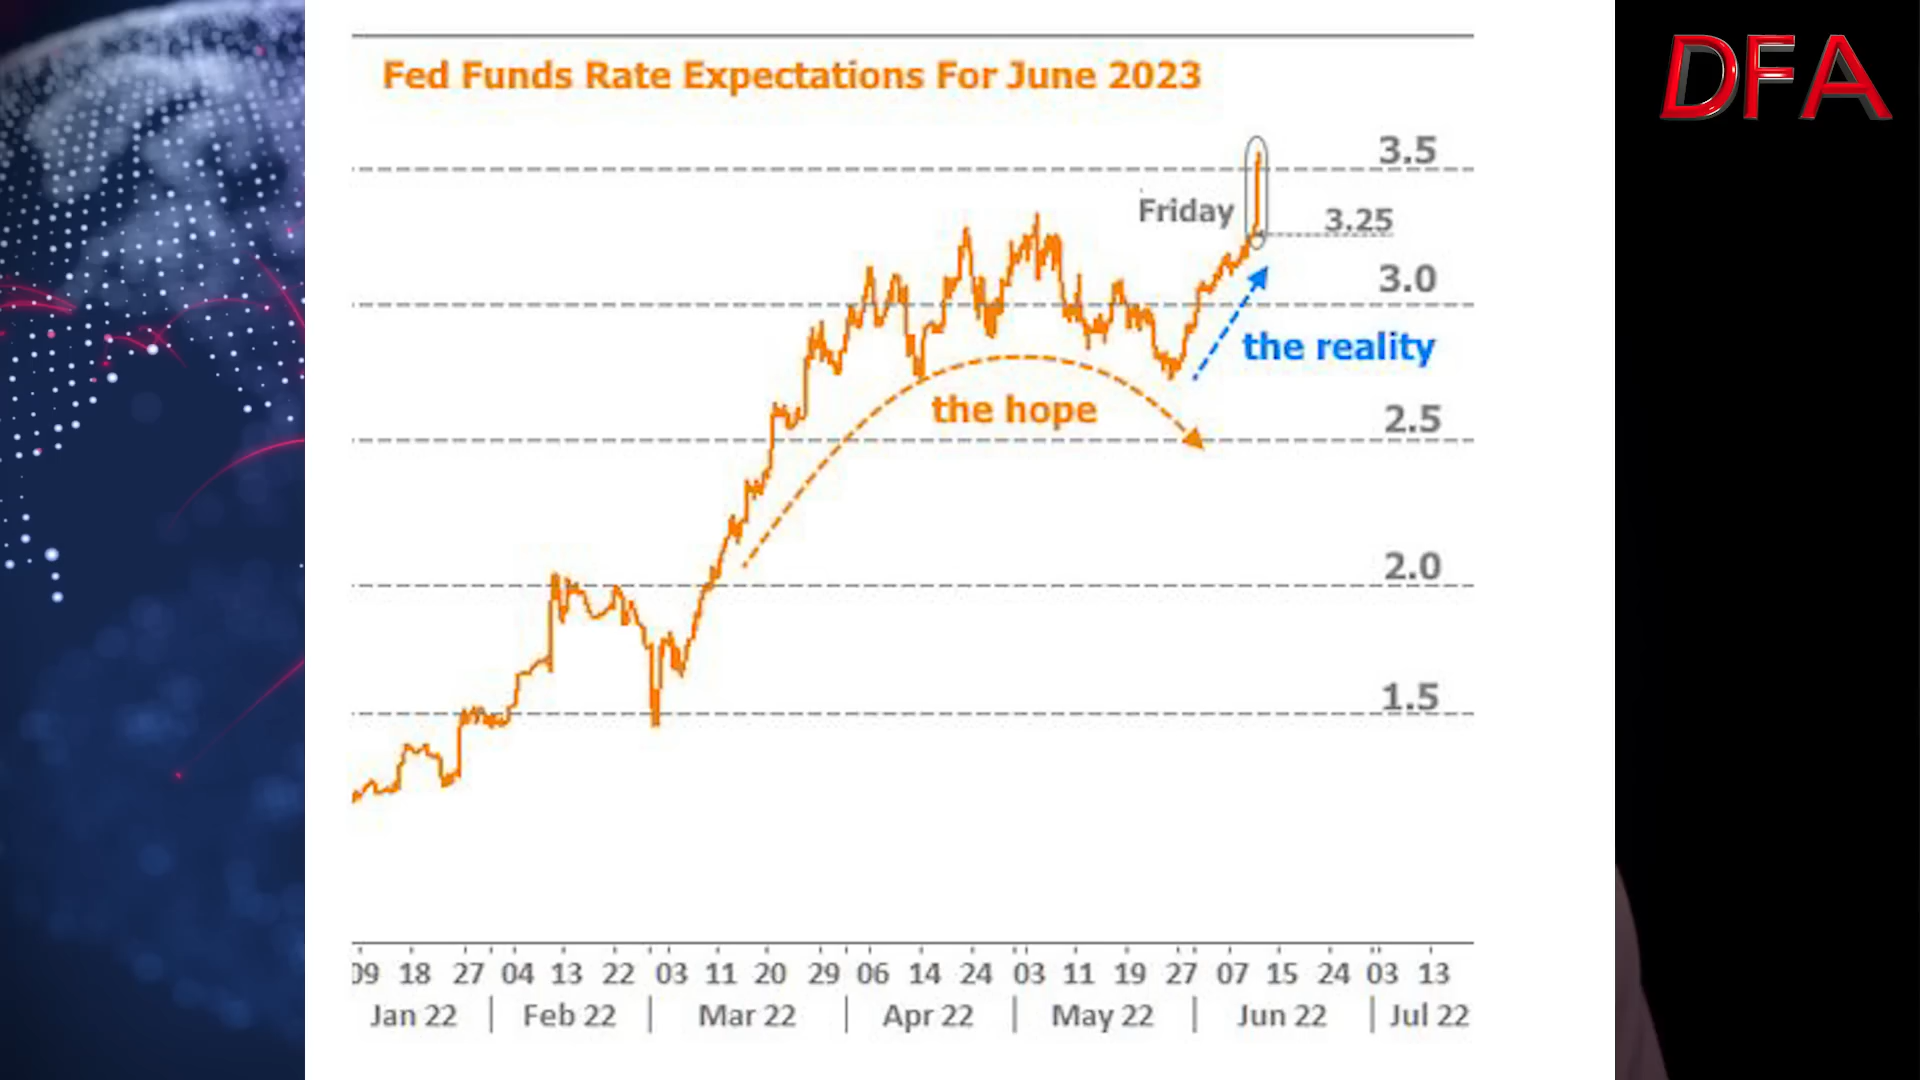 DFA
Fed Funds Rate Expectations For June 2023
3.5
Friday
3.25
3.0
the reality
the hope
2.5
2.0
1.5
09 18 27 04 13 22 03 11 20 29 06 14 24 03 11 19 27 07 15 24 03 13
Jan 22 | Feb 22 | Mar 22 | Apr 22 | May 22 | Jun 22 | Jul 22